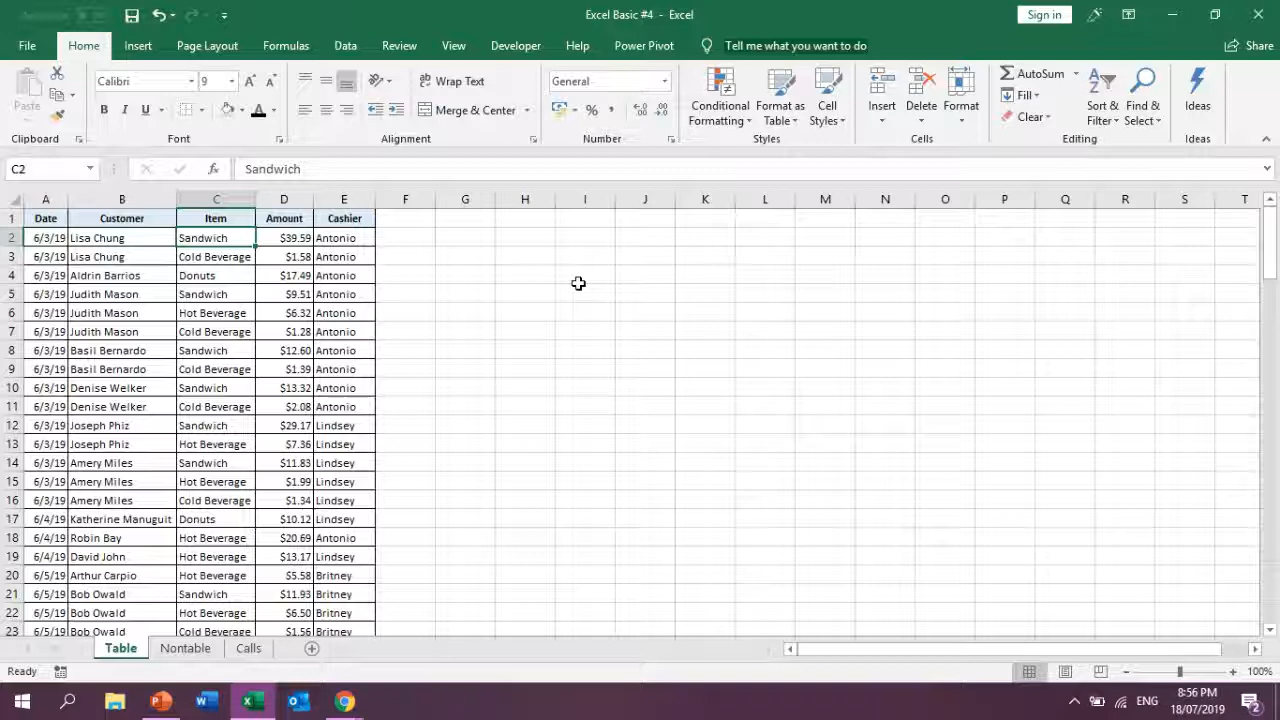 Excel Basic #4 - Excel
Sign in
File Home Insert Page Layout Formulas Data Review View Developer Help Power Pivot Tell me what you want to do Share
Paste
Calibri 9 A A
Wrap Text
General
Conditional Formatting
Format as Table
Cell Styles
Insert Delete Format
AutoSum
Fill
Clear
Sort & Filter
Find & Select
Ideas
B I U A
Merge & Center
%
Clipboard Font Alignment Number Styles Cells Editing Ideas
C2 fx Sandwich
A B C D E F G H I J K L M N O P Q R S T
1 Date Customer Item Amount Cashier
2 6/3/19 Lisa Chung Sandwich $39.59 Antonio
3 6/3/19 Lisa Chung Cold Beverage $1.58 Antonio
4 6/3/19 Aldrin Barrios Donuts $17.49 Antonio
5 6/3/19 Judith Mason Sandwich $9.51 Antonio
6 6/3/19 Judith Mason Hot Beverage $6.32 Antonio
7 6/3/19 Judith Mason Cold Beverage $1.28 Antonio
8 6/3/19 Basil Bernardo Sandwich $12.60 Antonio
9 6/3/19 Basil Bernardo Cold Beverage $1.39 Antonio
10 6/3/19 Denise Welker Sandwich $13.32 Antonio
11 6/3/19 Denise Welker Cold Beverage $2.08 Antonio
12 6/3/19 Joseph Phiz Sandwich $29.17 Lindsey
13 6/3/19 Joseph Phiz Hot Beverage $7.36 Lindsey
14 6/3/19 Amery Miles Sandwich $11.83 Lindsey
15 6/3/19 Amery Miles Hot Beverage $1.99 Lindsey
16 6/3/19 Amery Miles Cold Beverage $1.34 Lindsey
17 6/4/19 Katherine Manuguit Donuts $10.12 Lindsey
18 6/4/19 Robin Bay Hot Beverage $20.69 Antonio
19 6/4/19 David John Hot Beverage $13.17 Lindsey
20 6/5/19 Arthur Carpio Hot Beverage $5.58 Britney
21 6/5/19 Bob Owald Sandwich $11.93 Britney
22 6/5/19 Bob Owald Hot Beverage $6.50 Britney
23 6/5/19 Bob Owald Cold Beverage $1.56 Britney
Table Nontable Calls
Ready 100%
ENG
8:56 PM
18/07/2019
2